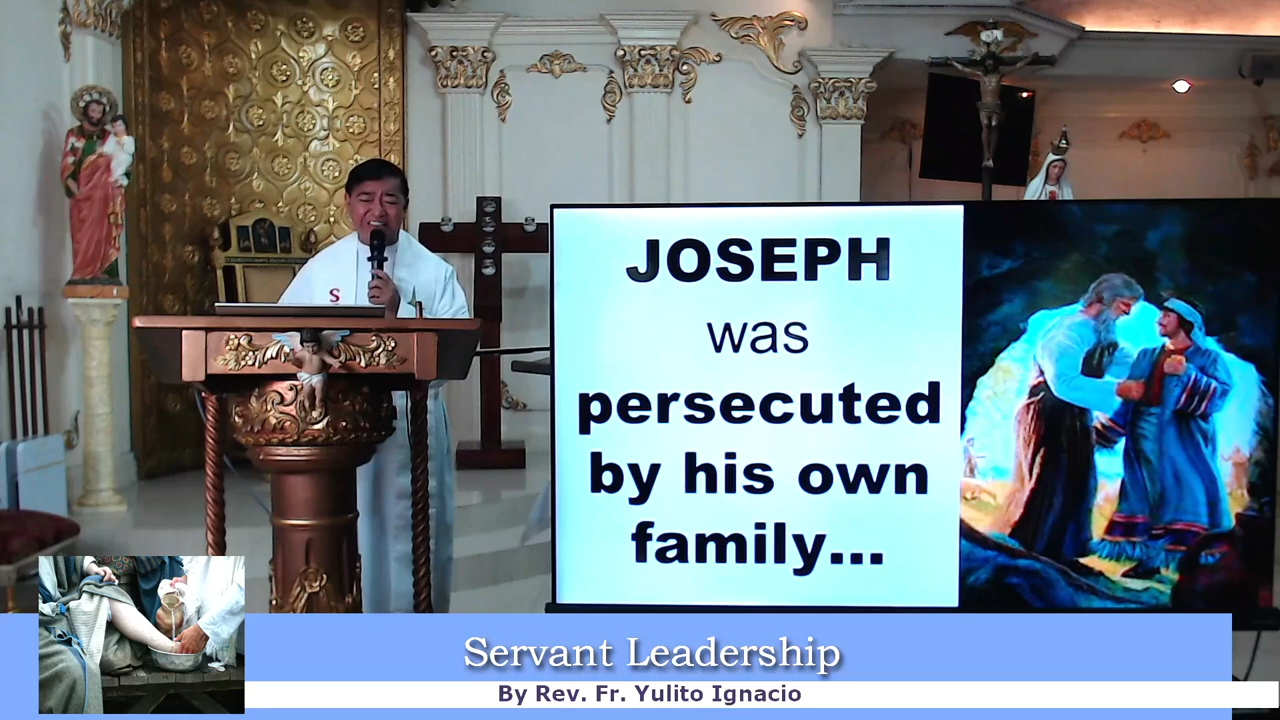 JOSEPH
was
persecuted
by his own
family...
S
Servant Leadership
By Rev. Fr. Yulito Ignacio